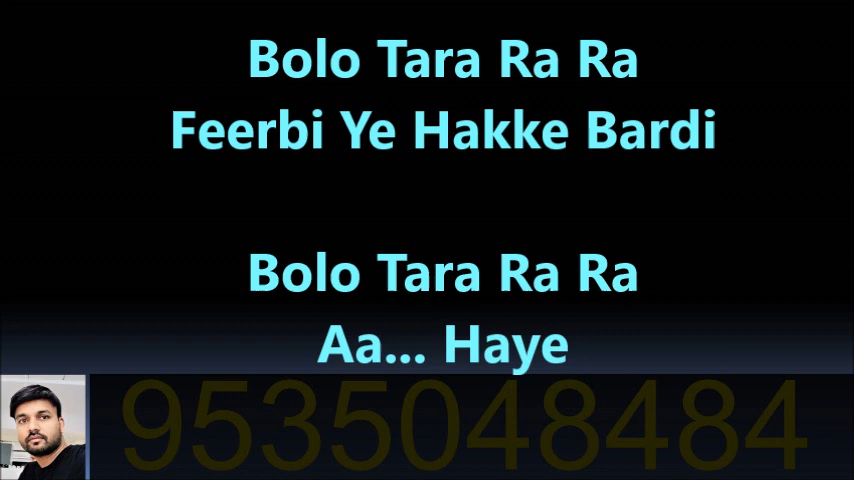 Bolo Tara Ra Ra
Feerbi Ye Hakke Bardi
Bolo Tara Ra Ra
Aa... Haye
9535048484